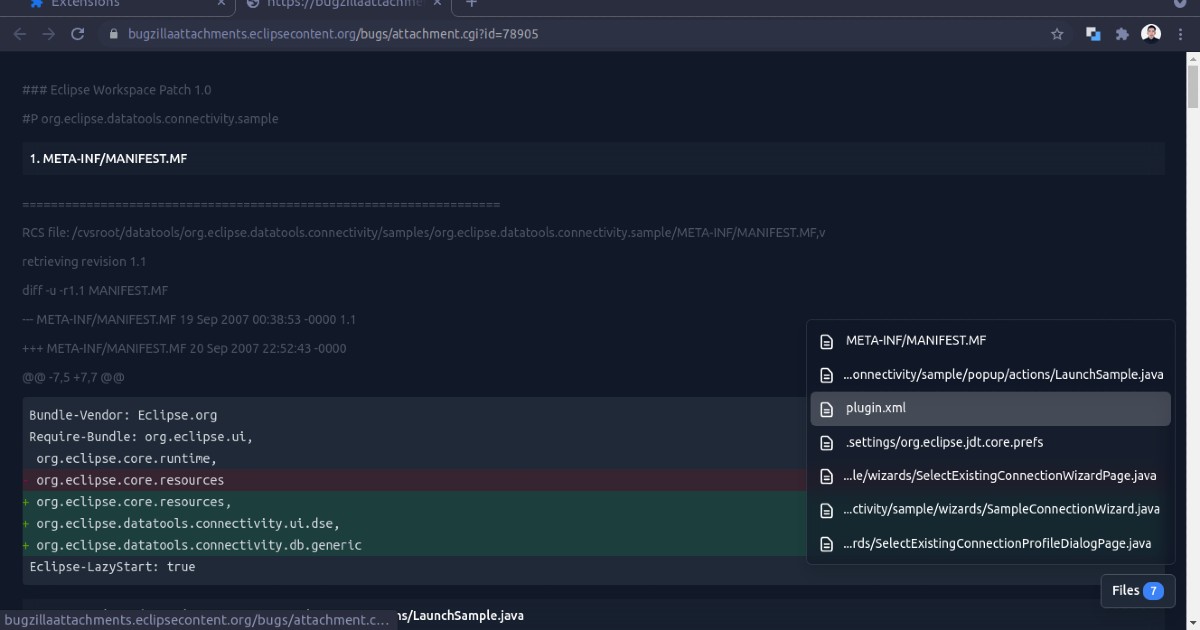 Extensions
https://bugzillaattachme
bugzillaattachments.eclipsecontent.org/bugs/attachment.cgi?id=78905
### Eclipse Workspace Patch 1.0
#P org.eclipse.datatools.connectivity.sample
1. META-INF/MANIFEST.MF
===================================================================
RCS file: /cvsroot/datatools/org.eclipse.datatools.connectivity/samples/org.eclipse.datatools.connectivity.sample/META-INF/MANIFEST.MF,v
retrieving revision 1.1
diff -u -r1.1 MANIFEST.MF
--- META-INF/MANIFEST.MF 19 Sep 2007 00:38:53 -0000 1.1
+++ META-INF/MANIFEST.MF 20 Sep 2007 22:52:43 -0000
@@ -7,5 +7,7 @@
Bundle-Vendor: Eclipse.org
Require-Bundle: org.eclipse.ui,
org.eclipse.core.runtime,
- org.eclipse.core.resources
+ org.eclipse.core.resources,
+ org.eclipse.datatools.connectivity.ui.dse,
+ org.eclipse.datatools.connectivity.db.generic
Eclipse-LazyStart: true
META-INF/MANIFEST.MF
...onnectivity/sample/popup/actions/LaunchSample.java
plugin.xml
.settings/org.eclipse.jdt.core.prefs
...le/wizards/SelectExistingConnectionWizardPage.java
...ctivity/sample/wizards/SampleConnectionWizard.java
...rds/SelectExistingConnectionProfileDialogPage.java
Files 7
ns/LaunchSample.java
bugzillaattachments.eclipsecontent.org/bugs/attachment.c...